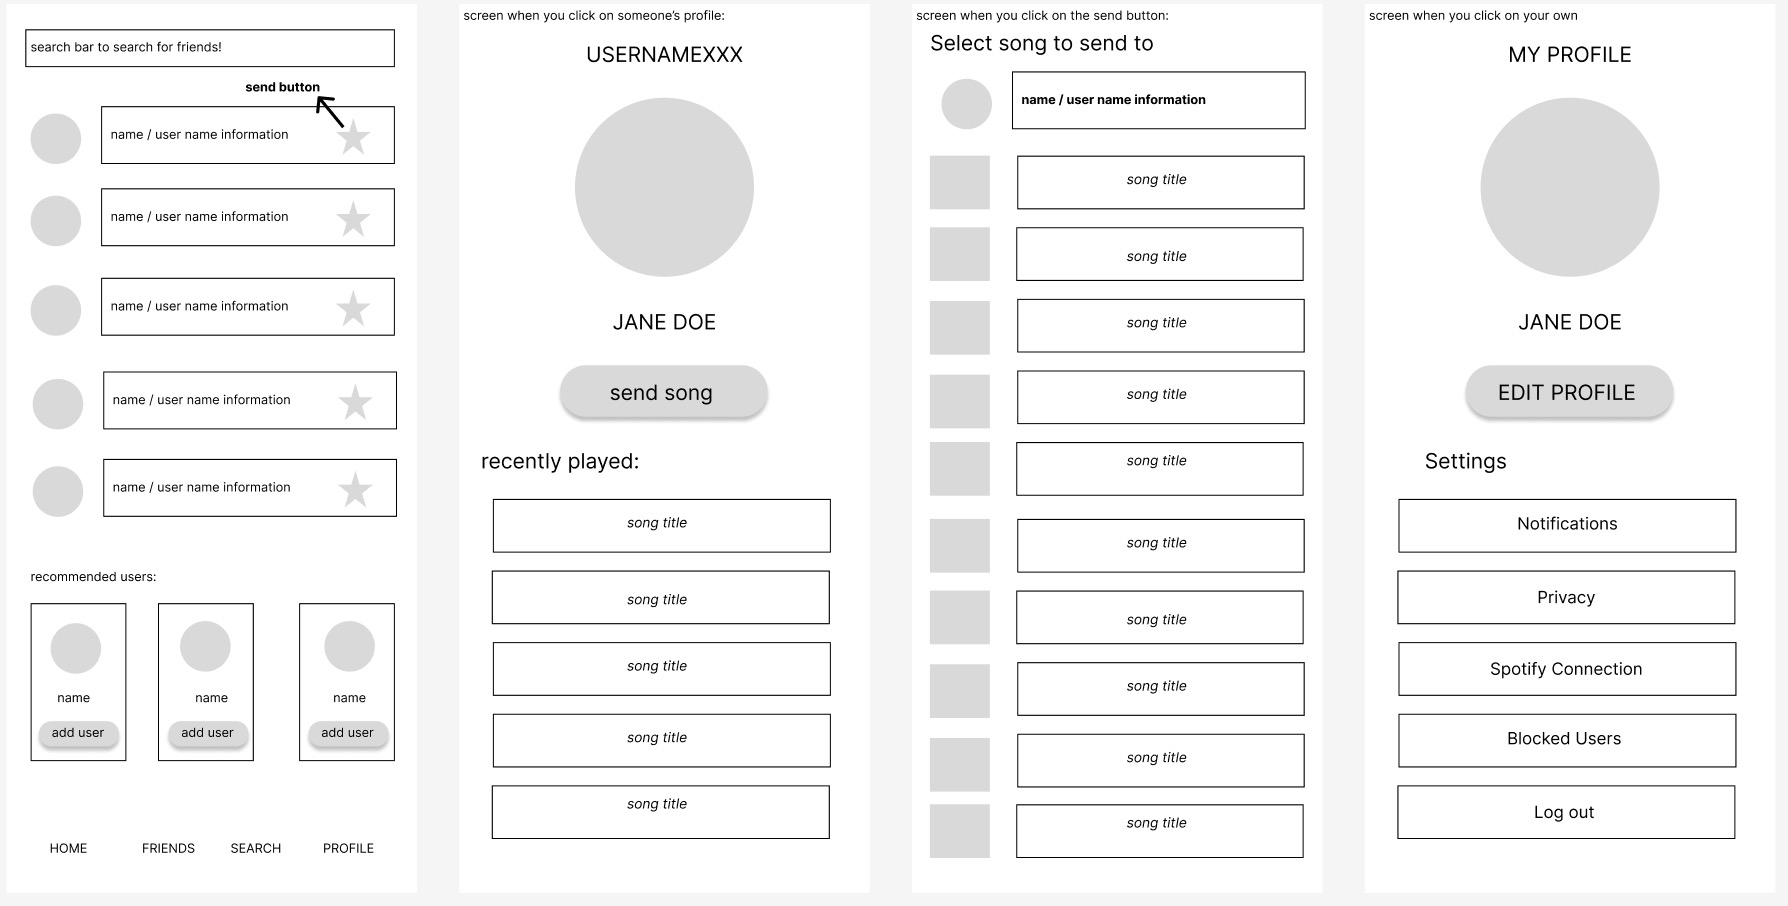 search bar to search for friends!
send button
name / user name information
name / user name information
name / user name information
name / user name information
name / user name information
recommended users:
name
add user
name
add user
name
add user
HOME
FRIENDS
SEARCH
PROFILE
screen when you click on someone’s profile:
USERNAMEXXX
JANE DOE
send song
recently played:
song title
song title
song title
song title
song title
screen when you click on the send button:
Select song to send to
name / user name information
song title
song title
song title
song title
song title
song title
song title
song title
song title
song title
screen when you click on your own
MY PROFILE
JANE DOE
EDIT PROFILE
Settings
Notifications
Privacy
Spotify Connection
Blocked Users
Log out